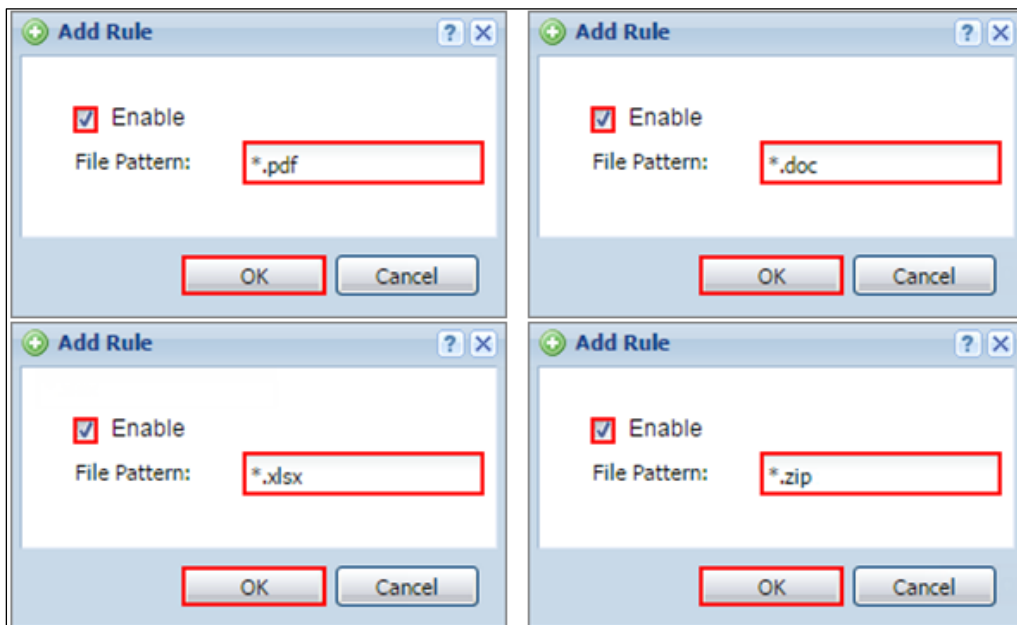 Add Rule ? X
Enable
File Pattern: *.pdf
OK Cancel
Add Rule ? X
Enable
File Pattern: *.doc
OK Cancel
Add Rule ? X
Enable
File Pattern: *.xlsx
OK Cancel
Add Rule ? X
Enable
File Pattern: *.zip
OK Cancel